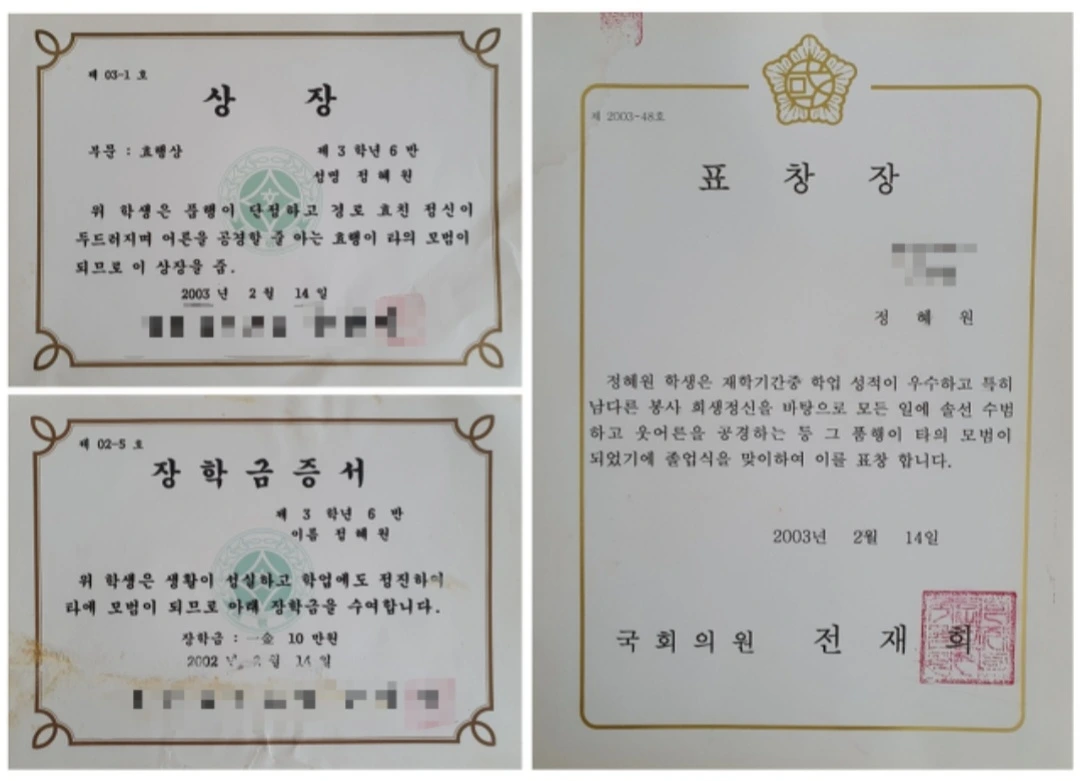 제 03-1 호
상 장
부문 : 효행상
제 3 학년 6 반
성명 정혜원
위 학생은 품행이 단정하고 경로 효친 정신이
두드러지며 어른을 공경할 줄 아는 효행이 타의 모범이
되므로 이 상장을 줌.
2003 년 2 월 14 일
제 02-5 호
장 학 금 증 서
제 3 학년 6 반
이름 정혜원
위 학생은 생활이 성실하고 학업에도 정진하여
타에 모범이 되므로 아래 장학금을 수여합니다.
장학금 : 一金 10 만원
2002 년 2 월 14 일
제 2003-48호
표 창 장
정 혜 원
정혜원 학생은 재학기간중 학업 성적이 우수하고 특히
남다른 봉사 희생정신을 바탕으로 모든 일에 솔선 수범
하고 웃어른을 공경하는 등 그 품행이 타의 모범이
되었기에 졸업식을 맞이하여 이를 표창 합니다.
2003년 2월 14일
국회의원 전 재 희